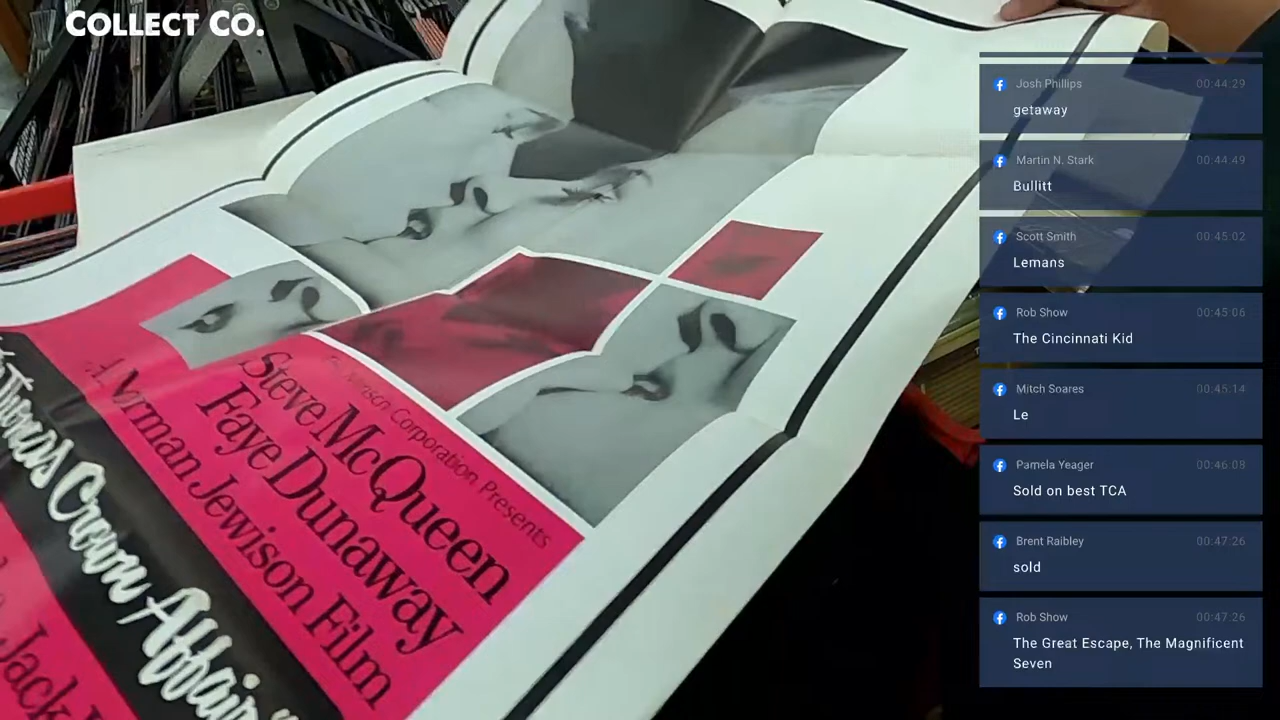 COLLECT CO.
The Mirisch Corporation Presents
Steve McQueen
Faye Dunaway
A Norman Jewison Film
Thomas Crown Affair"
Jack
Josh Phillips 00:44:29
getaway
Martin N. Stark 00:44:49
Bullitt
Scott Smith 00:45:02
Lemans
Rob Show 00:45:06
The Cincinnati Kid
Mitch Soares 00:45:14
Le
Pamela Yeager 00:46:08
Sold on best TCA
Brent Raibley 00:47:26
sold
Rob Show 00:47:26
The Great Escape, The Magnificent
Seven